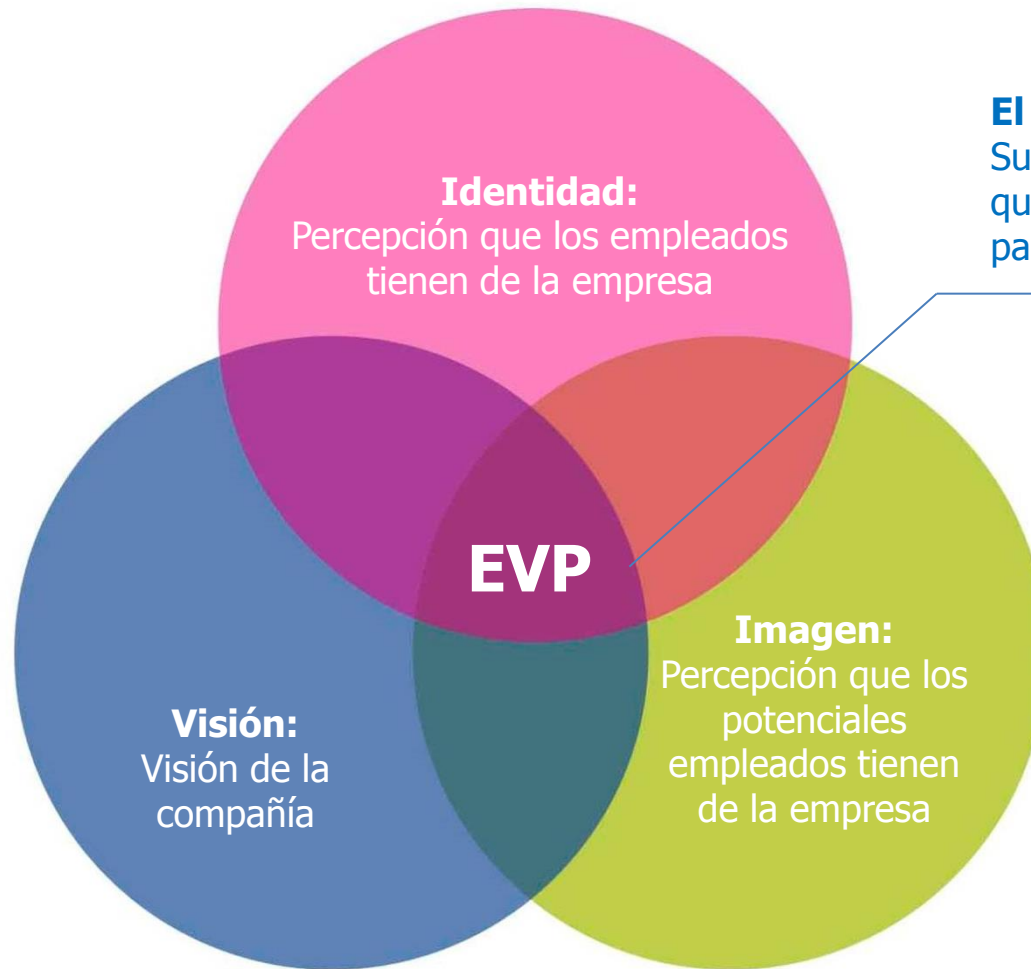 El
Su
qu
pa
Identidad:
Percepción que los empleados
tienen de la empresa
EVP
Imagen:
Percepción que los
potenciales
empleados tienen
de la empresa
Visión:
Visión de la
compañía